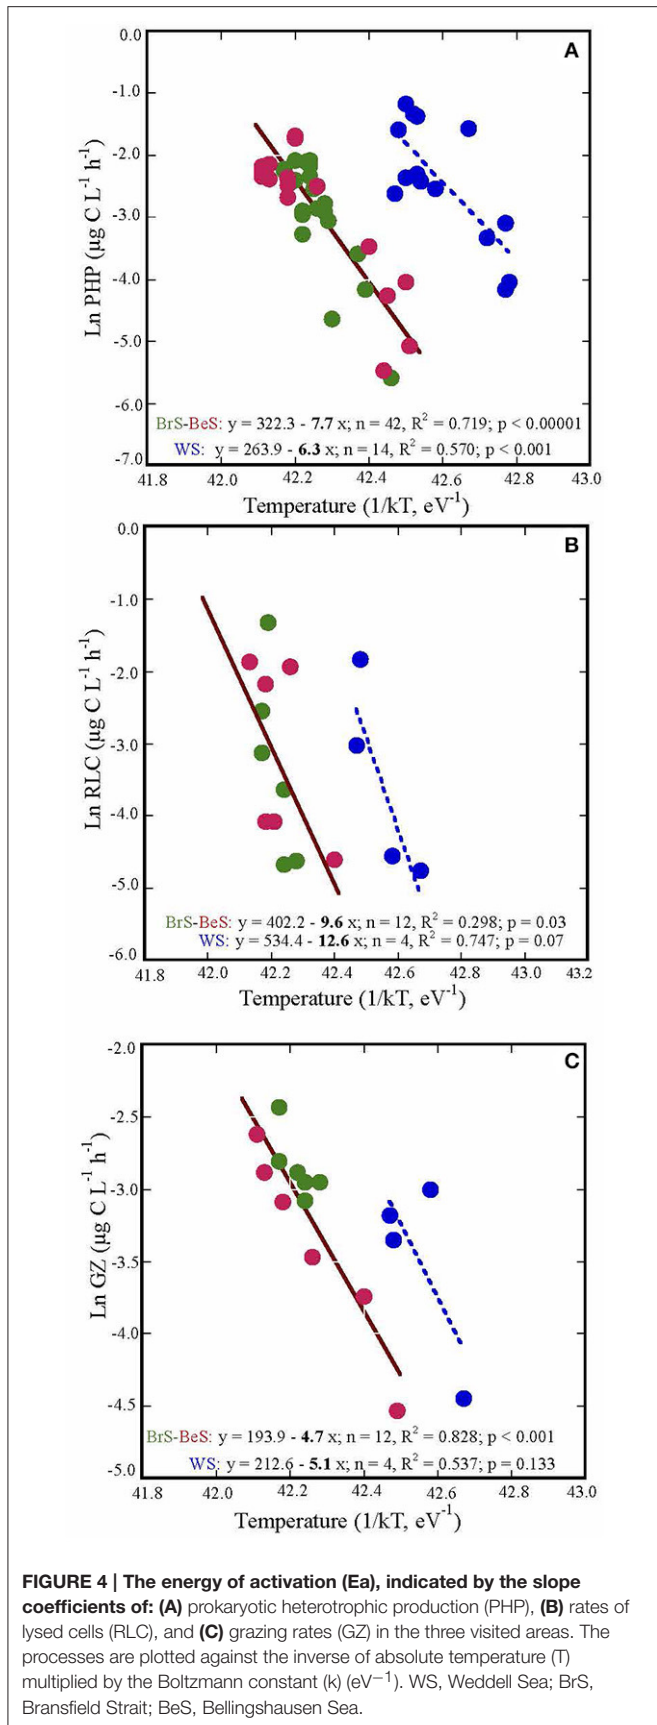 0.0
A
-1.0
-2.0
-3.0
-4.0
-5.0
-6.0
-7.0
Ln PHP (µg C L⁻¹ h⁻¹)
BrS-BeS: y = 322.3 - 7.7 x; n = 42, R² = 0.719; p < 0.00001
WS: y = 263.9 - 6.3 x; n = 14, R² = 0.570; p < 0.001
41.8 42.0 42.2 42.4 42.6 42.8 43.0
Temperature (1/kT, eV⁻¹)
0.0
B
-1.0
-2.0
-3.0
-4.0
-5.0
-6.0
Ln RLC (µg C L⁻¹ h⁻¹)
BrS-BeS: y = 402.2 - 9.6 x; n = 12, R² = 0.298; p = 0.03
WS: y = 534.4 - 12.6 x; n = 4, R² = 0.747; p = 0.07
41.8 42.0 42.2 42.4 42.6 42.8 43.0 43.2
Temperature (1/kT, eV⁻¹)
-2.0
C
-2.5
-3.0
-3.5
-4.0
-4.5
-5.0
Ln GZ (µg C L⁻¹ h⁻¹)
BrS-BeS: y = 193.9 - 4.7 x; n = 12, R² = 0.828; p < 0.001
WS: y = 212.6 - 5.1 x; n = 4, R² = 0.537; p = 0.133
41.8 42.0 42.2 42.4 42.6 42.8 43.0
Temperature (1/kT, eV⁻¹)
FIGURE 4 | The energy of activation (Ea), indicated by the slope
coefficients of: (A) prokaryotic heterotrophic production (PHP), (B) rates of
lysed cells (RLC), and (C) grazing rates (GZ) in the three visited areas. The
processes are plotted against the inverse of absolute temperature (T)
multiplied by the Boltzmann constant (k) (eV−1). WS, Weddell Sea; BrS,
Bransfield Strait; BeS, Bellingshausen Sea.